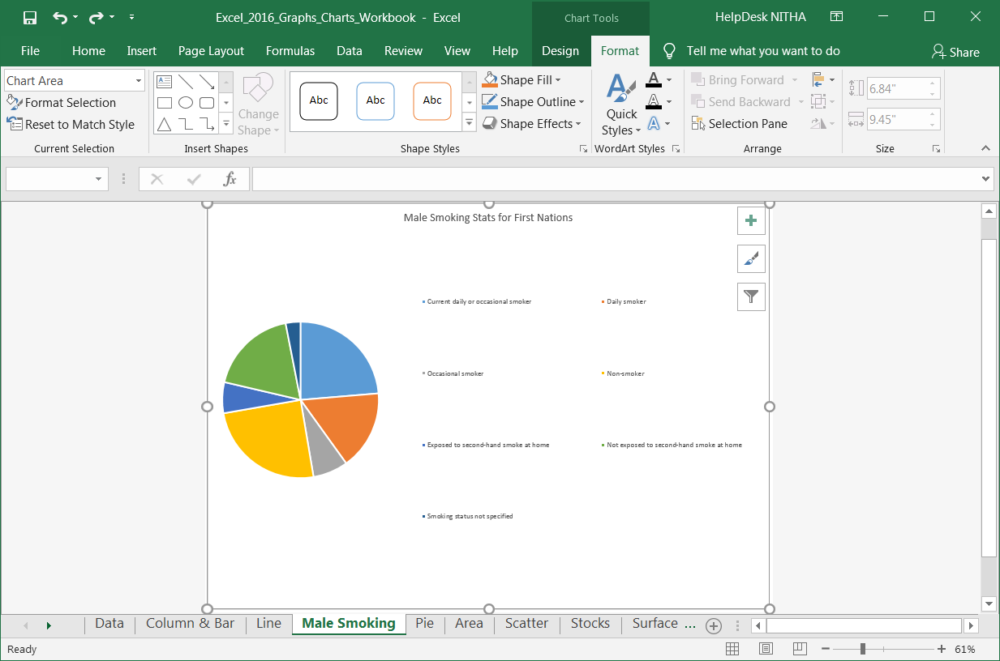 Excel_2016_Graphs_Charts_Workbook - Excel
Chart Tools
HelpDesk NITHA
File Home Insert Page Layout Formulas Data Review View Help Design Format Tell me what you want to do Share
Chart Area
Format Selection
Reset to Match Style
Current Selection
Change
Shape
Insert Shapes
Abc Abc Abc
Shape Fill
Shape Outline
Shape Effects
Shape Styles
A
Quick
Styles
A
A
A
WordArt Styles
Bring Forward
Send Backward
Selection Pane
Arrange
6.84"
9.45"
Size
fx
Male Smoking Stats for First Nations
Current daily or occasional smoker Daily smoker
Occasional smoker Non-smoker
Exposed to second-hand smoke at home Not exposed to second-hand smoke at home
Smoking status not specified
Data Column & Bar Line Male Smoking Pie Area Scatter Stocks Surface ...
Ready
61%